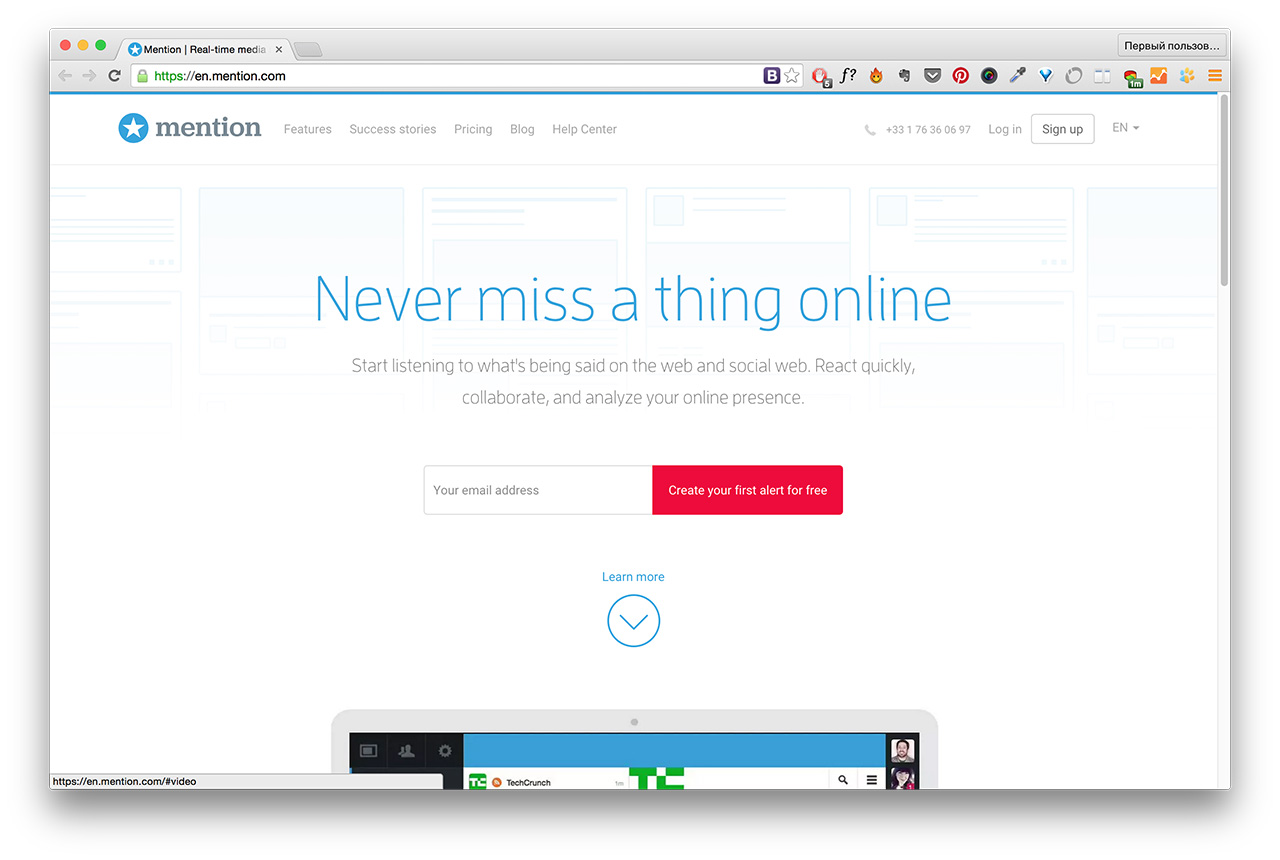 Mention | Real-time media
Первый пользов...
https://en.mention.com
B
5
f?
1m
mention
Features
Success stories
Pricing
Blog
Help Center
+33 1 76 36 06 97
Log in
Sign up
EN
Never miss a thing online
Start listening to what's being said on the web and social web. React quickly,
collaborate, and analyze your online presence.
Your email address
Create your first alert for free
Learn more
TechCrunch
1m
https://en.mention.com/#video